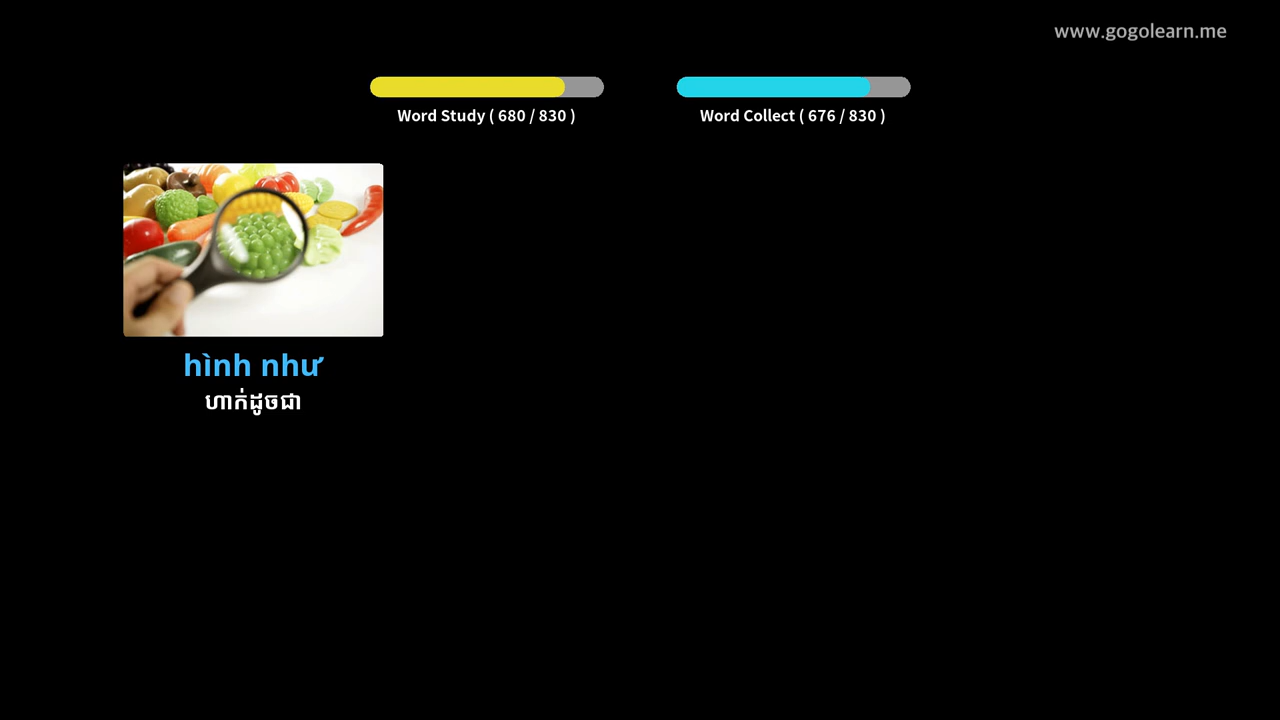 www.gogolearn.me
Word Study ( 680 / 830 )
Word Collect ( 676 / 830 )
hình như
ហាក់ដូចជា